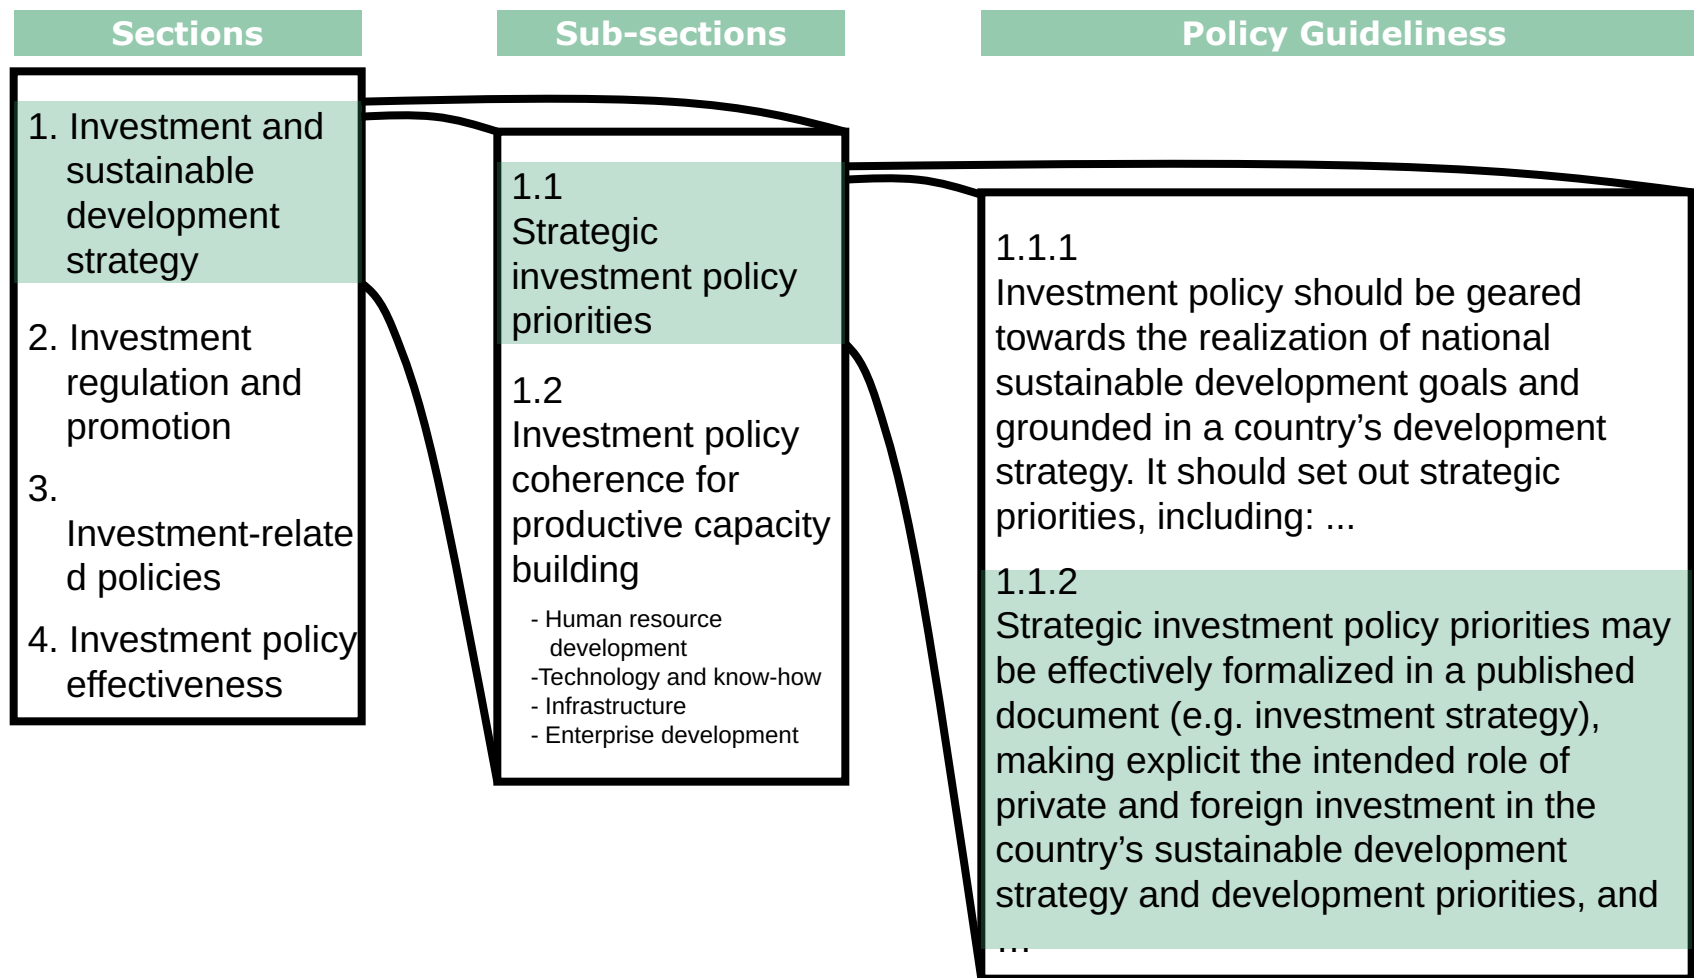 Sections
1. Investment and
sustainable
development
strategy
2. Investment
regulation and
promotion
3.
Investment-relate
d policies
4. Investment policy
effectiveness
Sub-sections
1.1
Strategic
investment policy
priorities
1.2
Investment policy
coherence for
productive capacity
building
- Human resource
development
-Technology and know-how
- Infrastructure
- Enterprise development
Policy Guideliness
1.1.1
Investment policy should be geared
towards the realization of national
sustainable development goals and
grounded in a country’s development
strategy. It should set out strategic
priorities, including: ...
1.1.2
Strategic investment policy priorities may
be effectively formalized in a published
document (e.g. investment strategy),
making explicit the intended role of
private and foreign investment in the
country’s sustainable development
strategy and development priorities, and
...